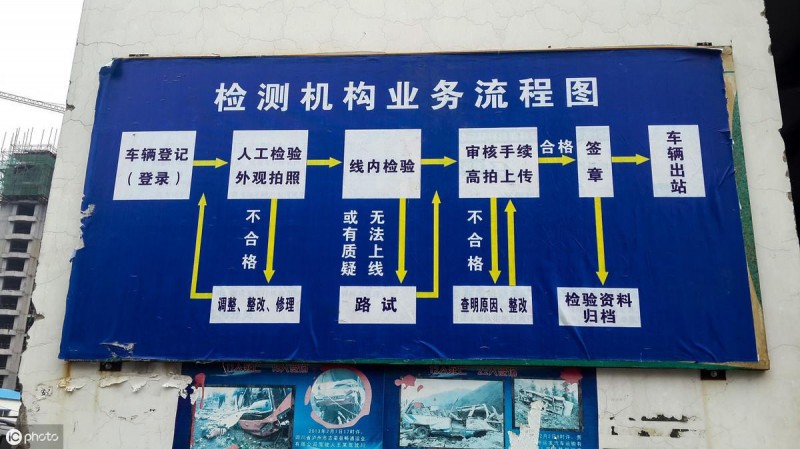 检测机构业务流程图
车辆登记
（登录）
人工检验
外观拍照
线内检验
审核手续
高拍上传
合格
签章
车辆出站
不合格
无法上线
或有质疑
不合格
调整、整改、修理
路试
查明原因、整改
检验资料
归档
iC photo